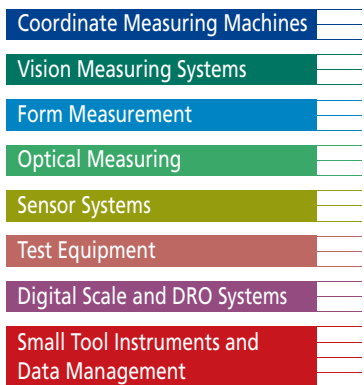 Coordinate Measuring Machines
Vision Measuring Systems
Form Measurement
Optical Measuring
Sensor Systems
Test Equipment
Digital Scale and DRO Systems
Small Tool Instruments and
Data Management